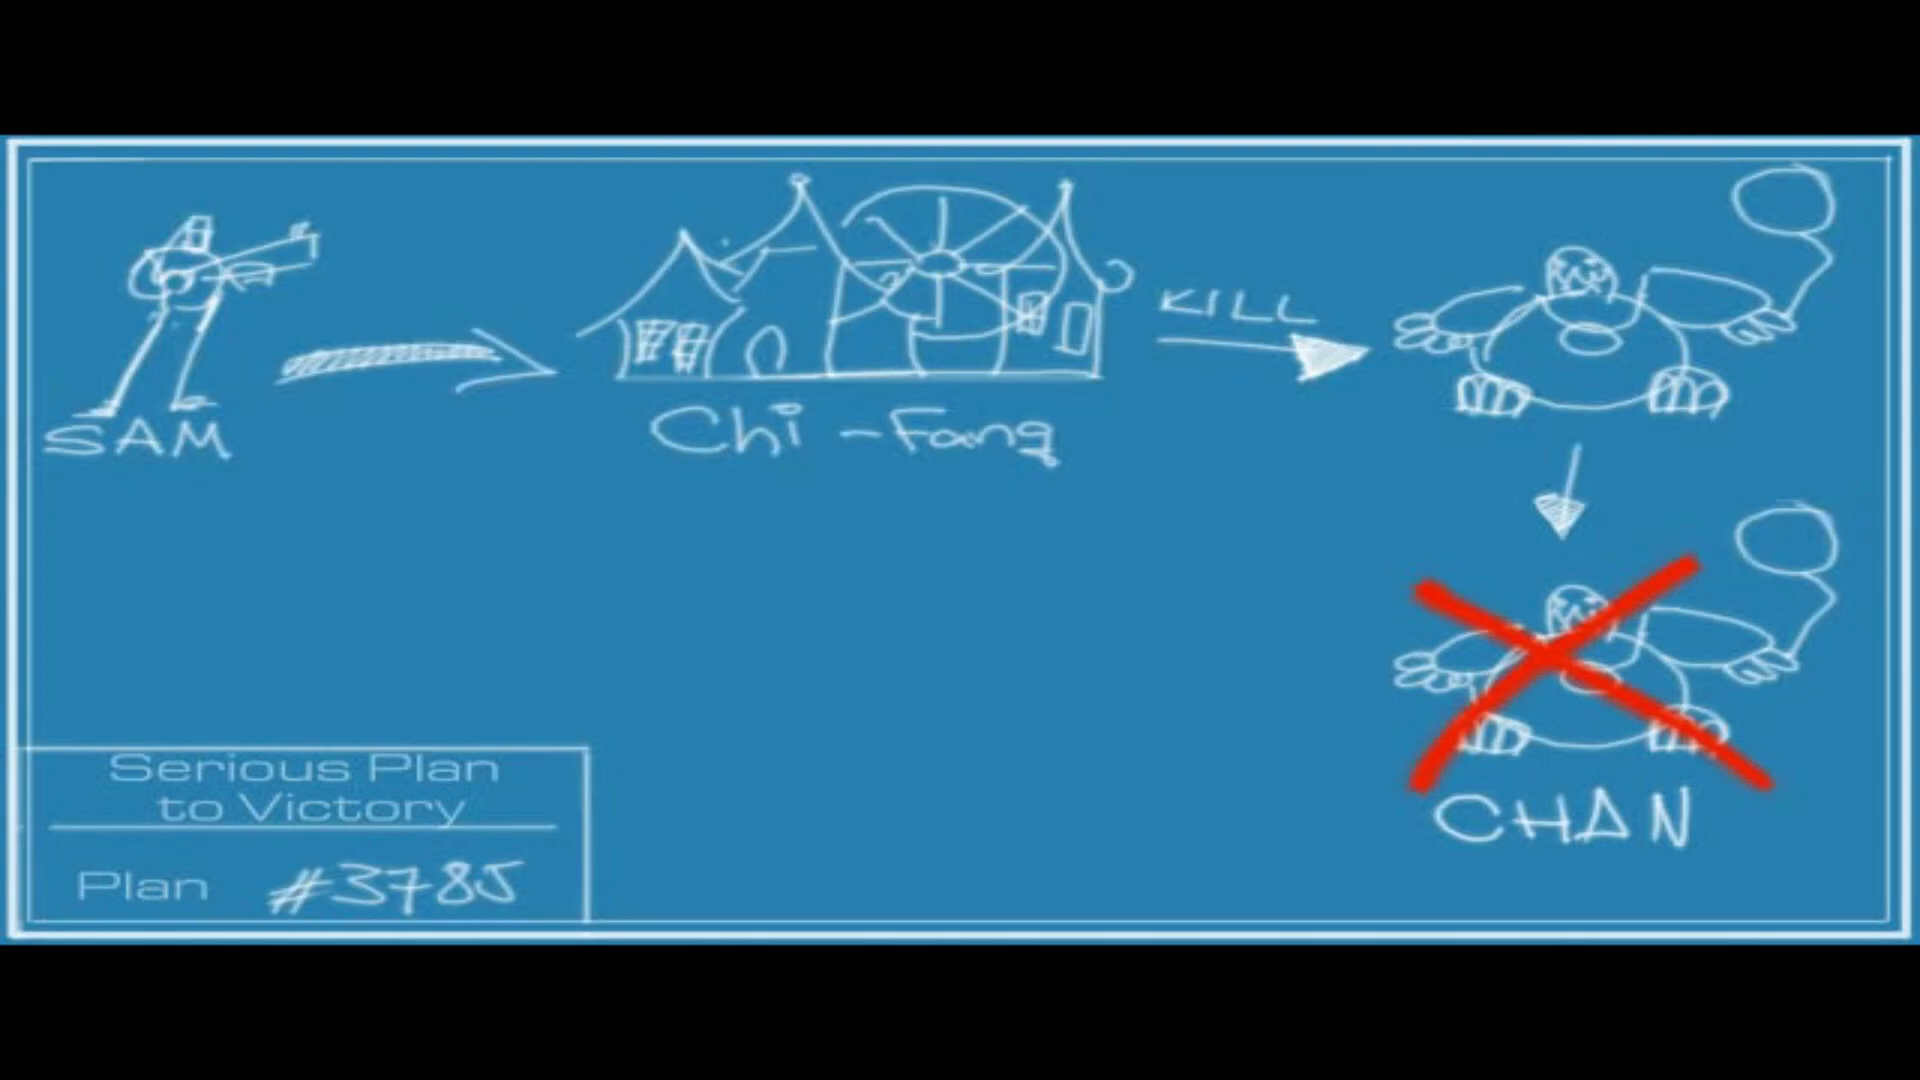 SAM
Chi-Fang
KILL
CHAN
Serious Plan
to Victory
Plan #3785